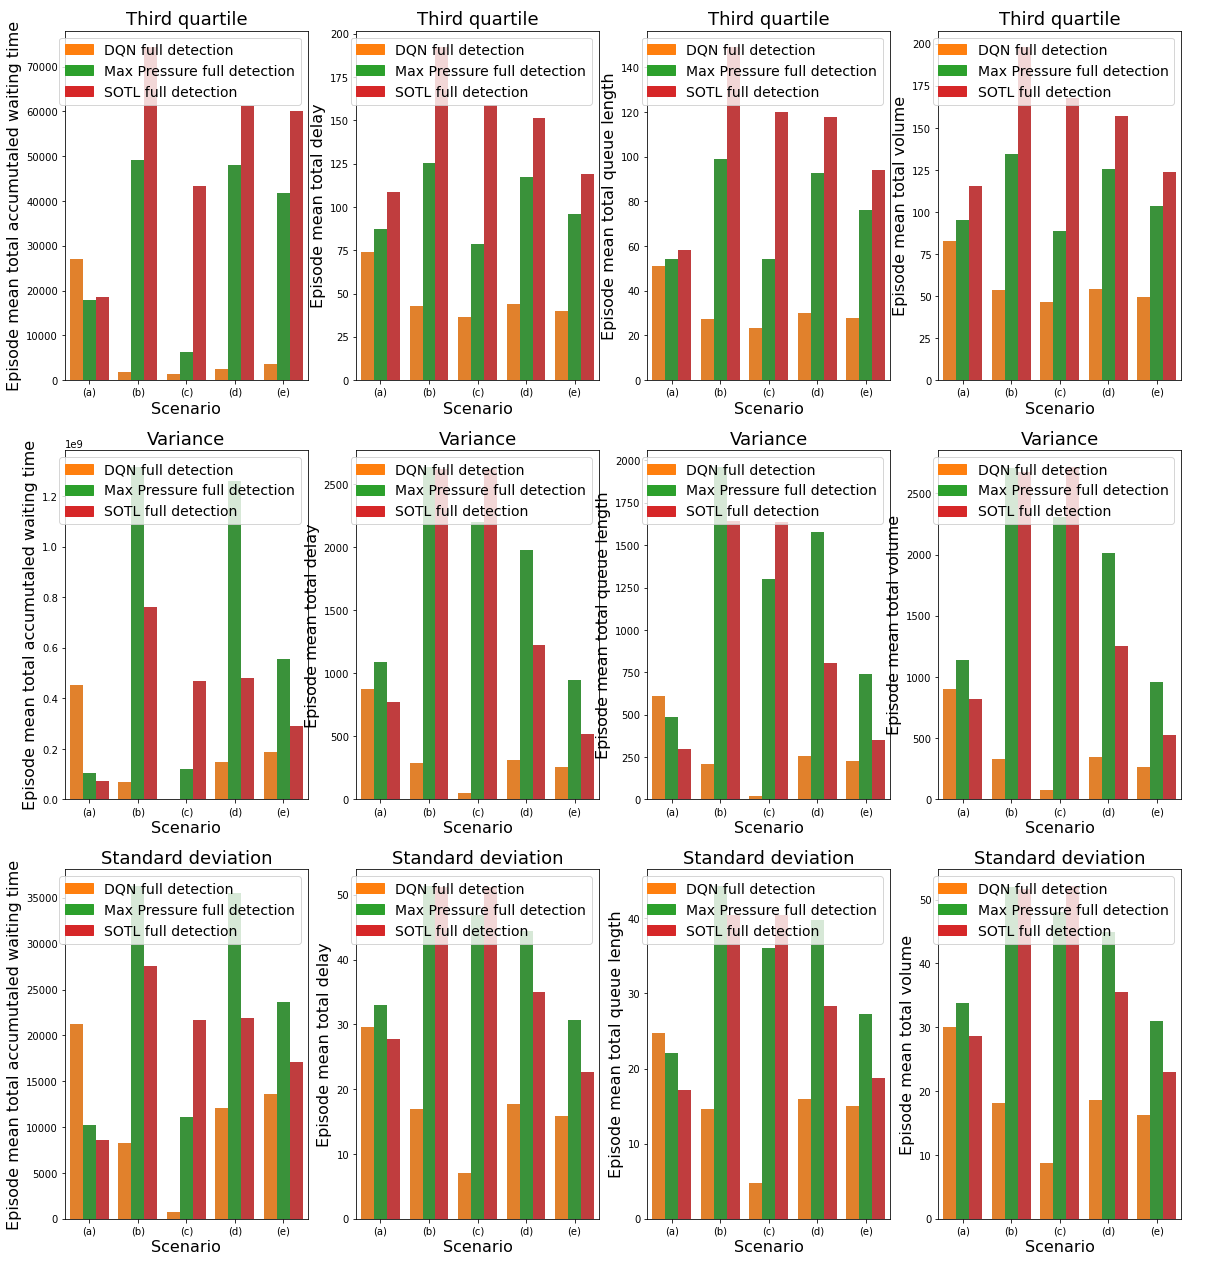 Third quartile
Episode mean total accumutaled waiting time
70000
60000
50000
40000
30000
20000
10000
0
DQN full detection
Max Pressure full detection
SOTL full detection
(a) (b) (c) (d) (e)
Scenario
Third quartile
Episode mean total delay
200
175
150
125
100
75
50
25
0
DQN full detection
Max Pressure full detection
SOTL full detection
(a) (b) (c) (d) (e)
Scenario
Third quartile
Episode mean total queue length
140
120
100
80
60
40
20
0
DQN full detection
Max Pressure full detection
SOTL full detection
(a) (b) (c) (d) (e)
Scenario
Third quartile
Episode mean total volume
200
175
150
125
100
75
50
25
0
DQN full detection
Max Pressure full detection
SOTL full detection
(a) (b) (c) (d) (e)
Scenario
Variance
1e9
Episode mean total accumutaled waiting time
1.2
1.0
0.8
0.6
0.4
0.2
0.0
DQN full detection
Max Pressure full detection
SOTL full detection
(a) (b) (c) (d) (e)
Scenario
Variance
Episode mean total delay
2500
2000
1500
1000
500
0
DQN full detection
Max Pressure full detection
SOTL full detection
(a) (b) (c) (d) (e)
Scenario
Variance
Episode mean total queue length
2000
1750
1500
1250
1000
750
500
250
0
DQN full detection
Max Pressure full detection
SOTL full detection
(a) (b) (c) (d) (e)
Scenario
Variance
Episode mean total volume
2500
2000
1500
1000
500
0
DQN full detection
Max Pressure full detection
SOTL full detection
(a) (b) (c) (d) (e)
Scenario
Standard deviation
Episode mean total accumutaled waiting time
35000
30000
25000
20000
15000
10000
5000
0
DQN full detection
Max Pressure full detection
SOTL full detection
(a) (b) (c) (d) (e)
Scenario
Standard deviation
Episode mean total delay
50
40
30
20
10
0
DQN full detection
Max Pressure full detection
SOTL full detection
(a) (b) (c) (d) (e)
Scenario
Standard deviation
Episode mean total queue length
40
30
20
10
0
DQN full detection
Max Pressure full detection
SOTL full detection
(a) (b) (c) (d) (e)
Scenario
Standard deviation
Episode mean total volume
50
40
30
20
10
0
DQN full detection
Max Pressure full detection
SOTL full detection
(a) (b) (c) (d) (e)
Scenario